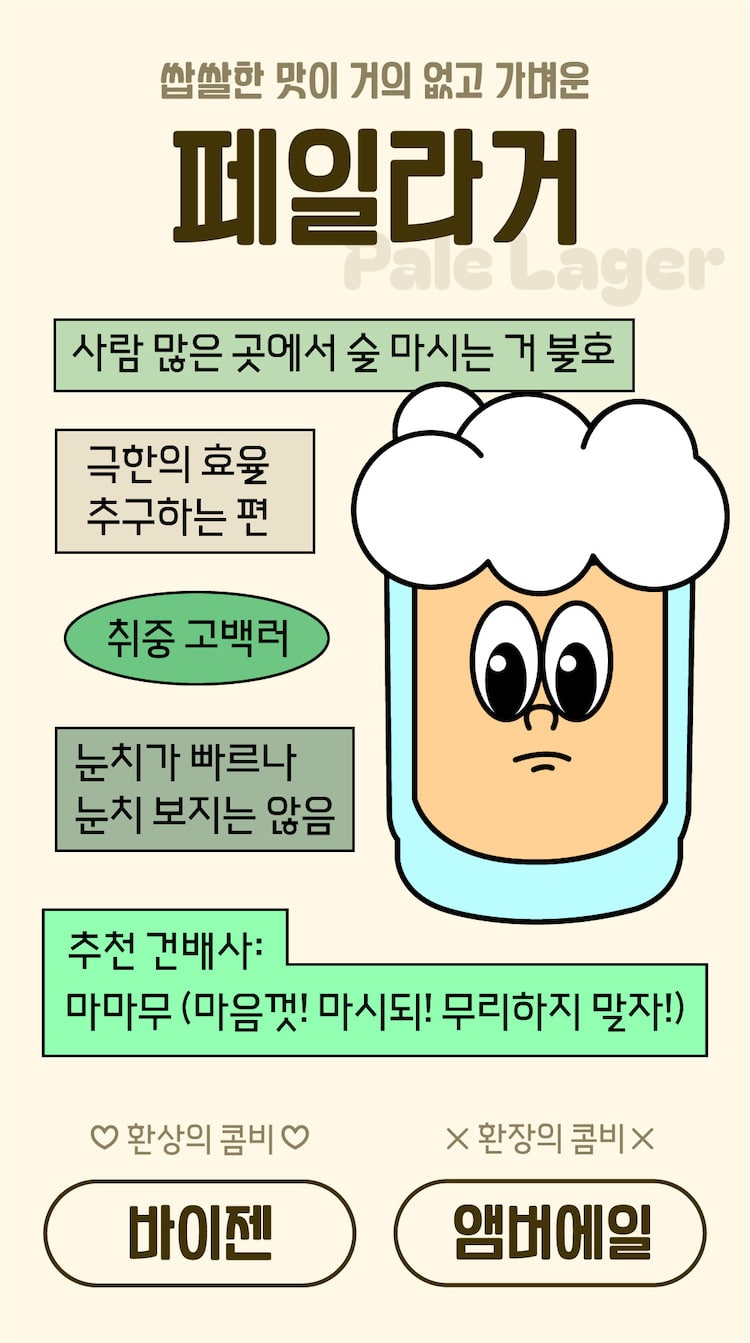 쌉쌀한 맛이 거의 없고 가벼운
페일라거
Pale Lager
사람 많은 곳에서 술 마시는 거 불호
극한의 효율
추구하는 편
취중 고백러
눈치가 빠르나
눈치 보지는 않음
추천 건배사:
마마무 (마음껏! 마시되! 무리하지 말자!)
♡ 환상의 콤비 ♡
× 환장의 콤비 ×
바이젠
앰버에일